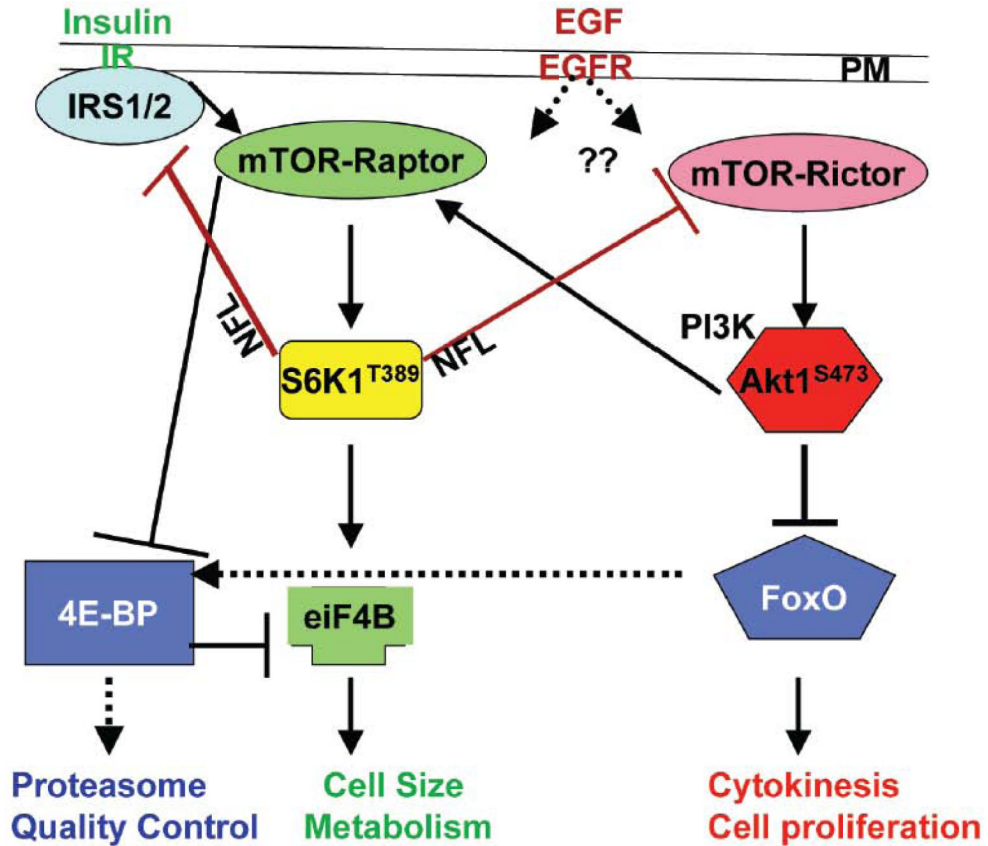 Insulin
EGF
IR
EGFR
PM
IRS1/2
mTOR-Raptor
??
mTOR-Rictor
NFL
NFL
PI3K
S6K1T389
Akt1S473
4E-BP
eiF4B
FoxO
Proteasome
Quality Control
Cell Size
Metabolism
Cytokinesis
Cell proliferation